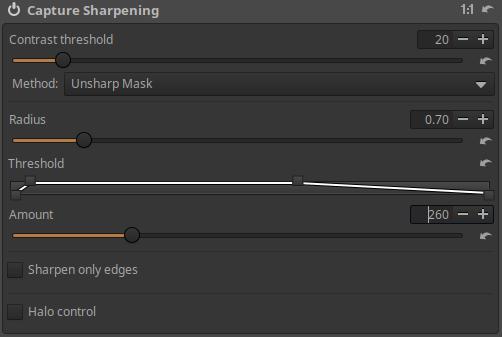 Capture Sharpening 1:1
Contrast threshold 20
Method: Unsharp Mask
Radius 0.70
Threshold
Amount 260
Sharpen only edges
Halo control